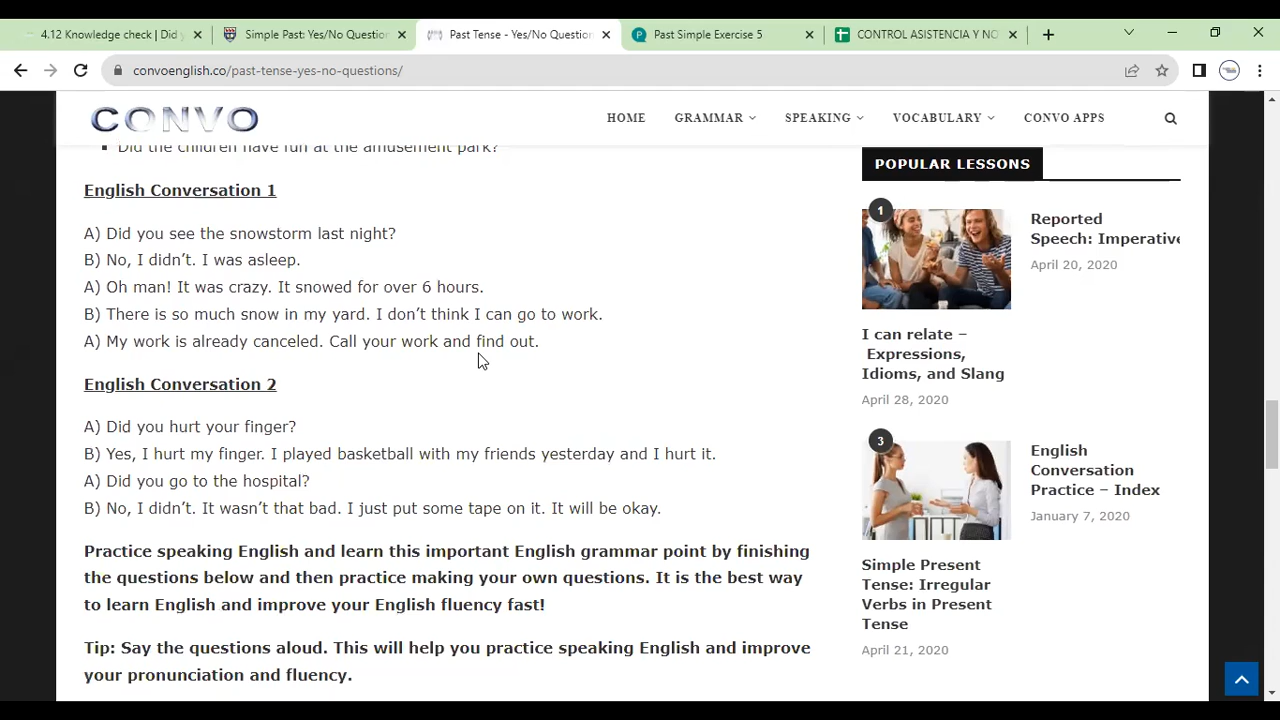 4.12 Knowledge check | Did y
Simple Past: Yes/No Question
Past Tense - Yes/No Question
Past Simple Exercise 5
CONTROL ASISTENCIA Y NO
convoenglish.co/past-tense-yes-no-questions/
CONVO
HOME
GRAMMAR
SPEAKING
VOCABULARY
CONVO APPS
Did the children have fun at the amusement park?
English Conversation 1
A) Did you see the snowstorm last night?
B) No, I didn’t. I was asleep.
A) Oh man! It was crazy. It snowed for over 6 hours.
B) There is so much snow in my yard. I don’t think I can go to work.
A) My work is already canceled. Call your work and find out.
English Conversation 2
A) Did you hurt your finger?
B) Yes, I hurt my finger. I played basketball with my friends yesterday and I hurt it.
A) Did you go to the hospital?
B) No, I didn’t. It wasn’t that bad. I just put some tape on it. It will be okay.
Practice speaking English and learn this important English grammar point by finishing
the questions below and then practice making your own questions. It is the best way
to learn English and improve your English fluency fast!
Tip: Say the questions aloud. This will help you practice speaking English and improve
your pronunciation and fluency.
POPULAR LESSONS
1
I can relate –
Expressions,
Idioms, and Slang
April 28, 2020
Reported
Speech: Imperative
April 20, 2020
3
Simple Present
Tense: Irregular
Verbs in Present
Tense
April 21, 2020
English
Conversation
Practice – Index
January 7, 2020